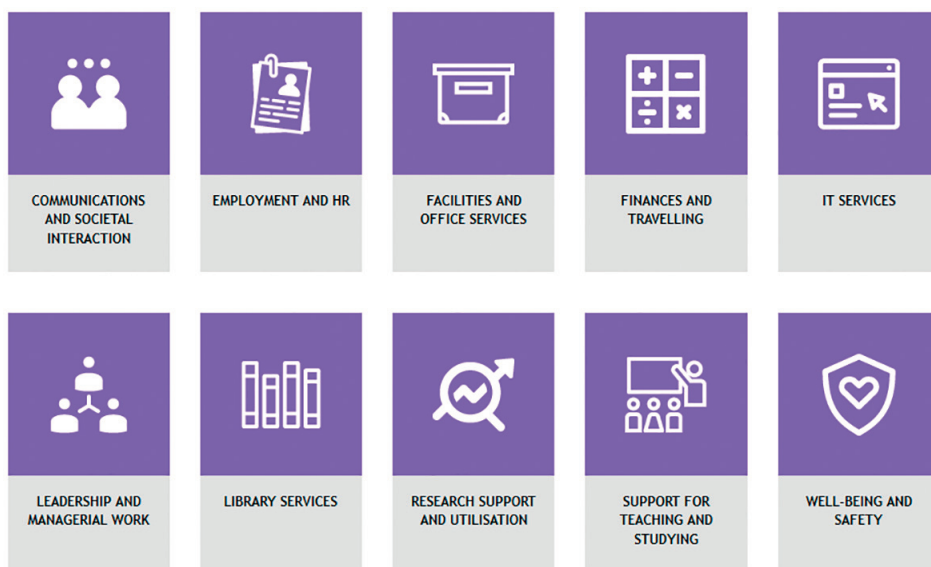 COMMUNICATIONS
AND SOCIETAL
INTERACTION
EMPLOYMENT AND HR
FACILITIES AND
OFFICE SERVICES
FINANCES AND
TRAVELLING
IT SERVICES
LEADERSHIP AND
MANAGERIAL WORK
LIBRARY SERVICES
RESEARCH SUPPORT
AND UTILISATION
SUPPORT FOR
TEACHING AND
STUDYING
WELL-BEING AND
SAFETY